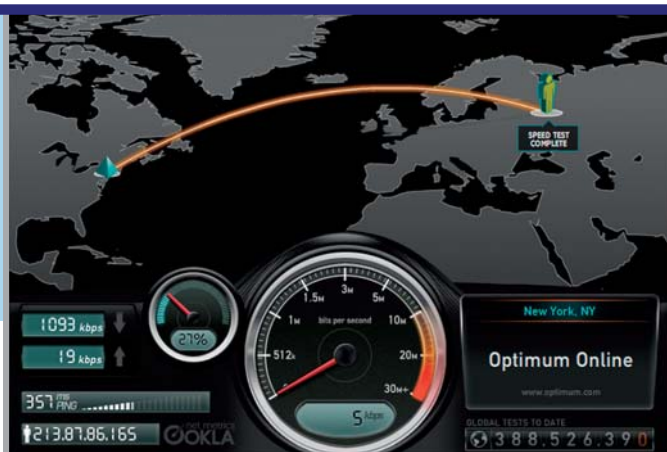 SPEED TEST
COMPLETE
1093 kbps
19 kbps
357 ms PING
213.87.86.165
net metrics
OOKLA
27%
512k
1M
1.5M
3M
5M
10M
20M
30M+
bits per second
5 kbps
New York, NY
Optimum Online
www.optimum.com
GLOBAL TESTS TO DATE
388.526.390